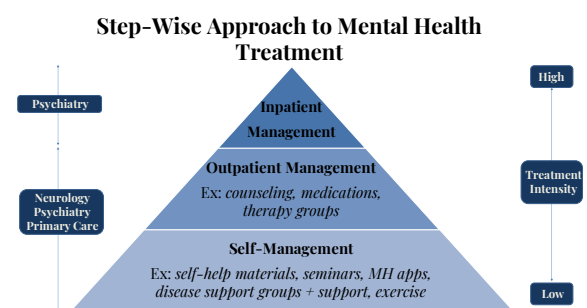 Step-Wise Approach to Mental Health
Treatment
Psychiatry
Neurology
Psychiatry
Primary Care
Inpatient
Management
Outpatient Management
Ex: counseling, medications,
therapy groups
Self-Management
Ex: self-help materials, seminars, MH apps,
disease support groups + support, exercise
High
Treatment
Intensity
Low